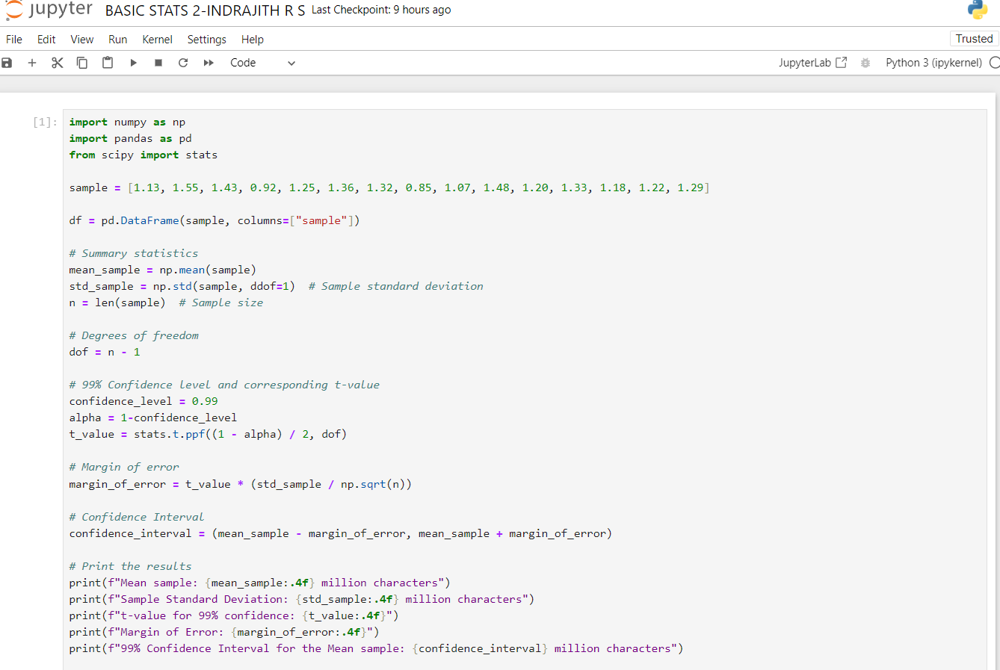 jupyter BASIC STATS 2-INDRAJITH R S Last Checkpoint: 9 hours ago
File Edit View Run Kernel Settings Help Trusted
Code JupyterLab Python 3 (ipykernel)
[1]: import numpy as np
import pandas as pd
from scipy import stats
sample = [1.13, 1.55, 1.43, 0.92, 1.25, 1.36, 1.32, 0.85, 1.07, 1.48, 1.20, 1.33, 1.18, 1.22, 1.29]
df = pd.DataFrame(sample, columns=["sample"])
# Summary statistics
mean_sample = np.mean(sample)
std_sample = np.std(sample, ddof=1)  # Sample standard deviation
n = len(sample)  # Sample size
# Degrees of freedom
dof = n - 1
# 99% Confidence level and corresponding t-value
confidence_level = 0.99
alpha = 1-confidence_level
t_value = stats.t.ppf((1 - alpha) / 2, dof)
# Margin of error
margin_of_error = t_value * (std_sample / np.sqrt(n))
# Confidence Interval
confidence_interval = (mean_sample - margin_of_error, mean_sample + margin_of_error)
# Print the results
print(f"Mean sample: {mean_sample:.4f} million characters")
print(f"Sample Standard Deviation: {std_sample:.4f} million characters")
print(f"t-value for 99% confidence: {t_value:.4f}")
print(f"Margin of Error: {margin_of_error:.4f}")
print(f"99% Confidence Interval for the Mean sample: {confidence_interval} million characters")